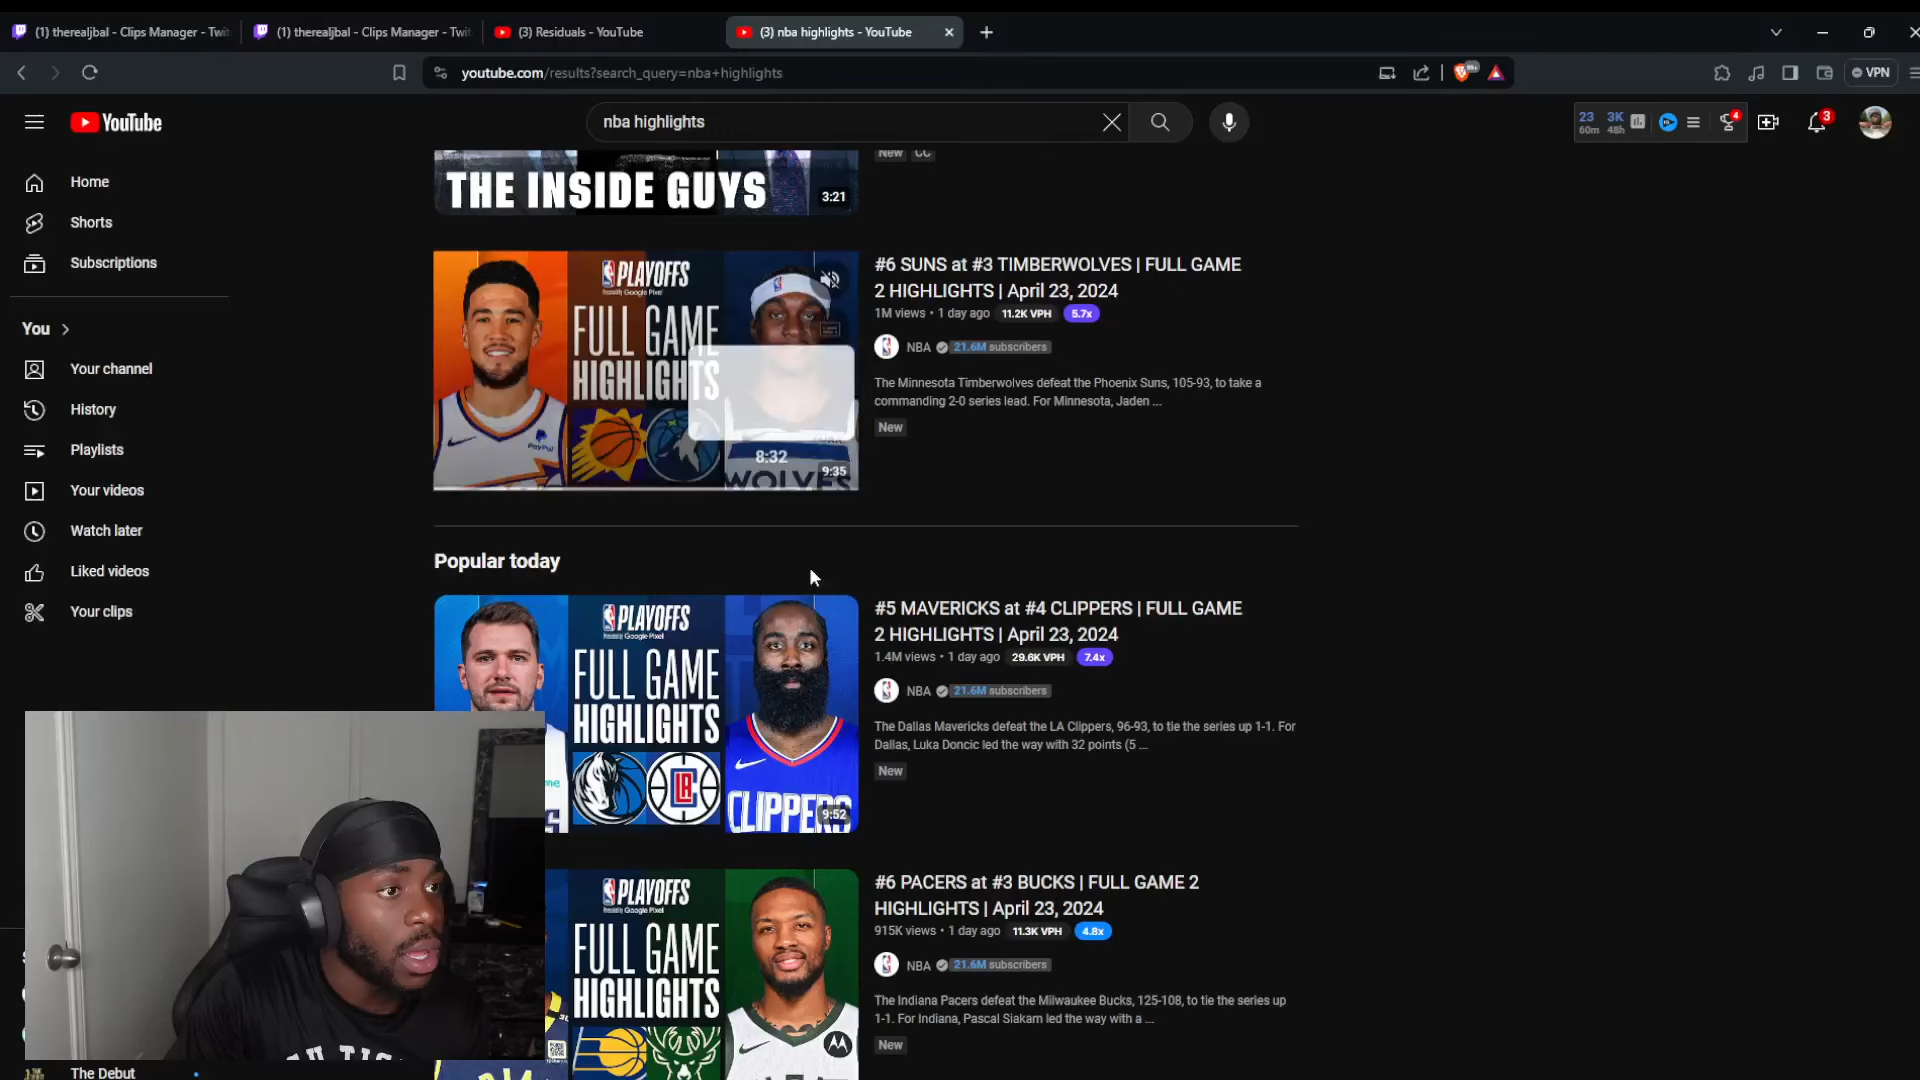 (1) therealjbal - Clips Manager - Twit
(1) therealjbal - Clips Manager - Twit
(3) Residuals - YouTube
(3) nba highlights - YouTube
youtube.com/results?search_query=nba+highlights
VPN
YouTube
nba highlights
23 60m
3K 48h
4
3
Home
Shorts
Subscriptions
You
Your channel
History
Playlists
Your videos
Watch later
Liked videos
Your clips
The Debut
THE INSIDE GUYS
3:21
New CC
PLAYOFFS
FULL GAME
HIGHLIGHTS
PayPal
WOLVES
8:32
9:35
#6 SUNS at #3 TIMBERWOLVES | FULL GAME
2 HIGHLIGHTS | April 23, 2024
1M views • 1 day ago 11.2K VPH 5.7x
NBA 21.6M subscribers
The Minnesota Timberwolves defeat the Phoenix Suns, 105-93, to take a
commanding 2-0 series lead. For Minnesota, Jaden ...
New
Popular today
PLAYOFFS
FULL GAME
HIGHLIGHTS
LA
CLIPPERS
9:52
#5 MAVERICKS at #4 CLIPPERS | FULL GAME
2 HIGHLIGHTS | April 23, 2024
1.4M views • 1 day ago 29.6K VPH 7.4x
NBA 21.6M subscribers
The Dallas Mavericks defeat the LA Clippers, 96-93, to tie the series up 1-1. For
Dallas, Luka Doncic led the way with 32 points (5 ...
New
PLAYOFFS
FULL GAME
HIGHLIGHTS
#6 PACERS at #3 BUCKS | FULL GAME 2
HIGHLIGHTS | April 23, 2024
915K views • 1 day ago 11.3K VPH 4.8x
NBA 21.6M subscribers
The Indiana Pacers defeat the Milwaukee Bucks, 125-108, to tie the series up
1-1. For Indiana, Pascal Siakam led the way with a ...
New